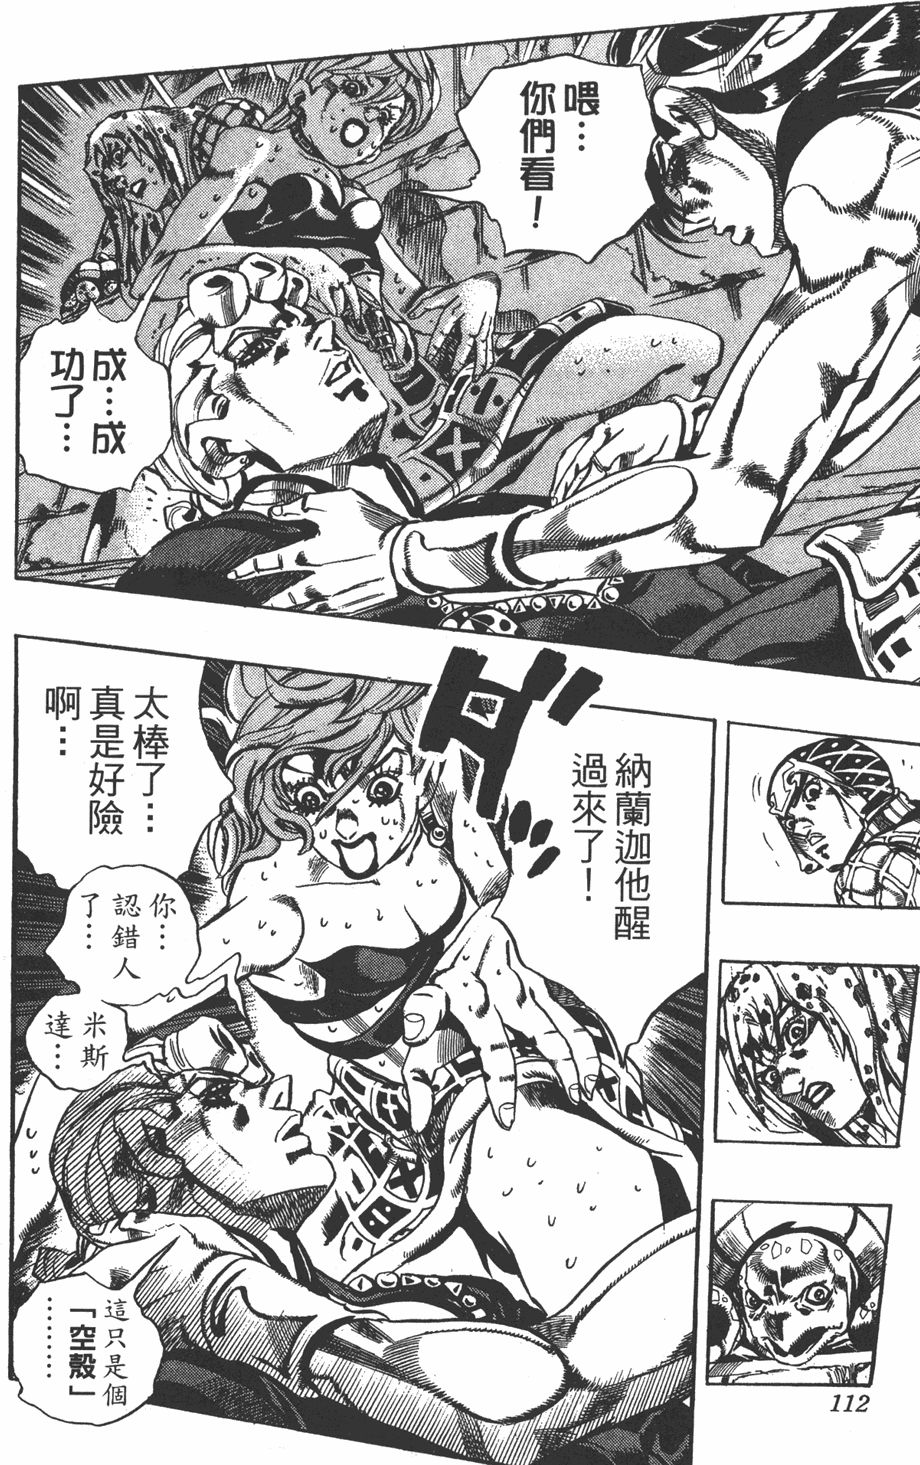 喂…
你們看！
成…成
功了…
納蘭迦他醒
過來了！
ド
太棒了…
真是好險
啊…
你…
認錯人
了…
米斯
達…
這只是個
「空殼」
………
112